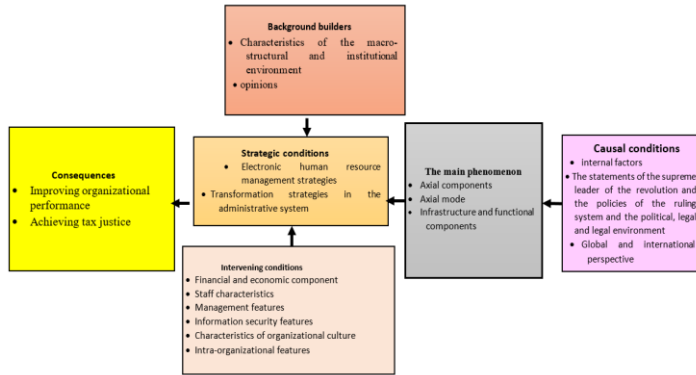 Background builders
• Characteristics of the macro-
structural and institutional
environment
• opinions
Consequences
• Improving organizational
performance
• Achieving tax justice
Strategic conditions
• Electronic human resource
management strategies
• Transformation strategies in the
administrative system
The main phenomenon
• Axial components
• Axial mode
• Infrastructure and functional
components
Causal conditions
• internal factors
• The statements of the supreme
leader of the revolution and
the policies of the ruling
system and the political, legal
and legal environment
• Global and international
perspective
Intervening conditions
• Financial and economic component
• Staff characteristics
• Management features
• Information security features
• Characteristics of organizational culture
• Intra-organizational features